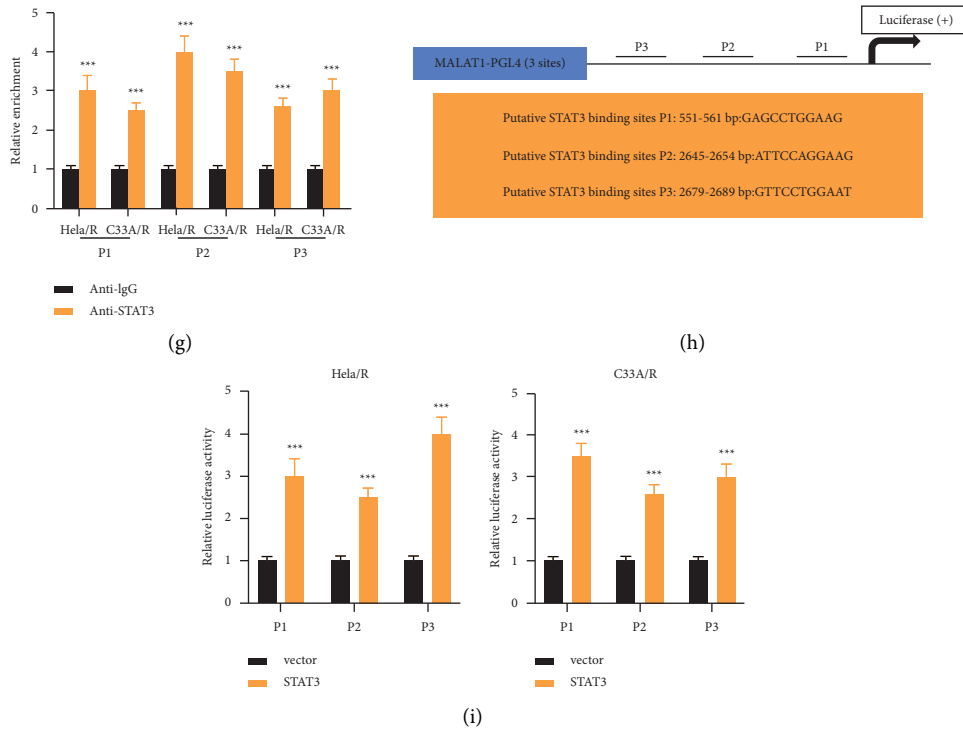 5
4
3
2
1
0
Relative enrichment
*** *** *** *** *** ***
Hela/R C33A/R Hela/R C33A/R Hela/R C33A/R
P1 P2 P3
Anti-lgG
Anti-STAT3
(g)
Luciferase (+)
P3 P2 P1
MALAT1-PGL4 (3 sites)
Putative STAT3 binding sites P1: 551-561 bp:GAGCCTGGAAG
Putative STAT3 binding sites P2: 2645-2654 bp:ATTCCAGGAAG
Putative STAT3 binding sites P3: 2679-2689 bp:GTTCCTGGAAT
(h)
Hela/R
5
4
3
2
1
0
Relative luciferase activity
*** *** ***
P1 P2 P3
vector
STAT3
C33A/R
5
4
3
2
1
0
Relative luciferase activity
*** *** ***
P1 P2 P3
vector
STAT3
(i)